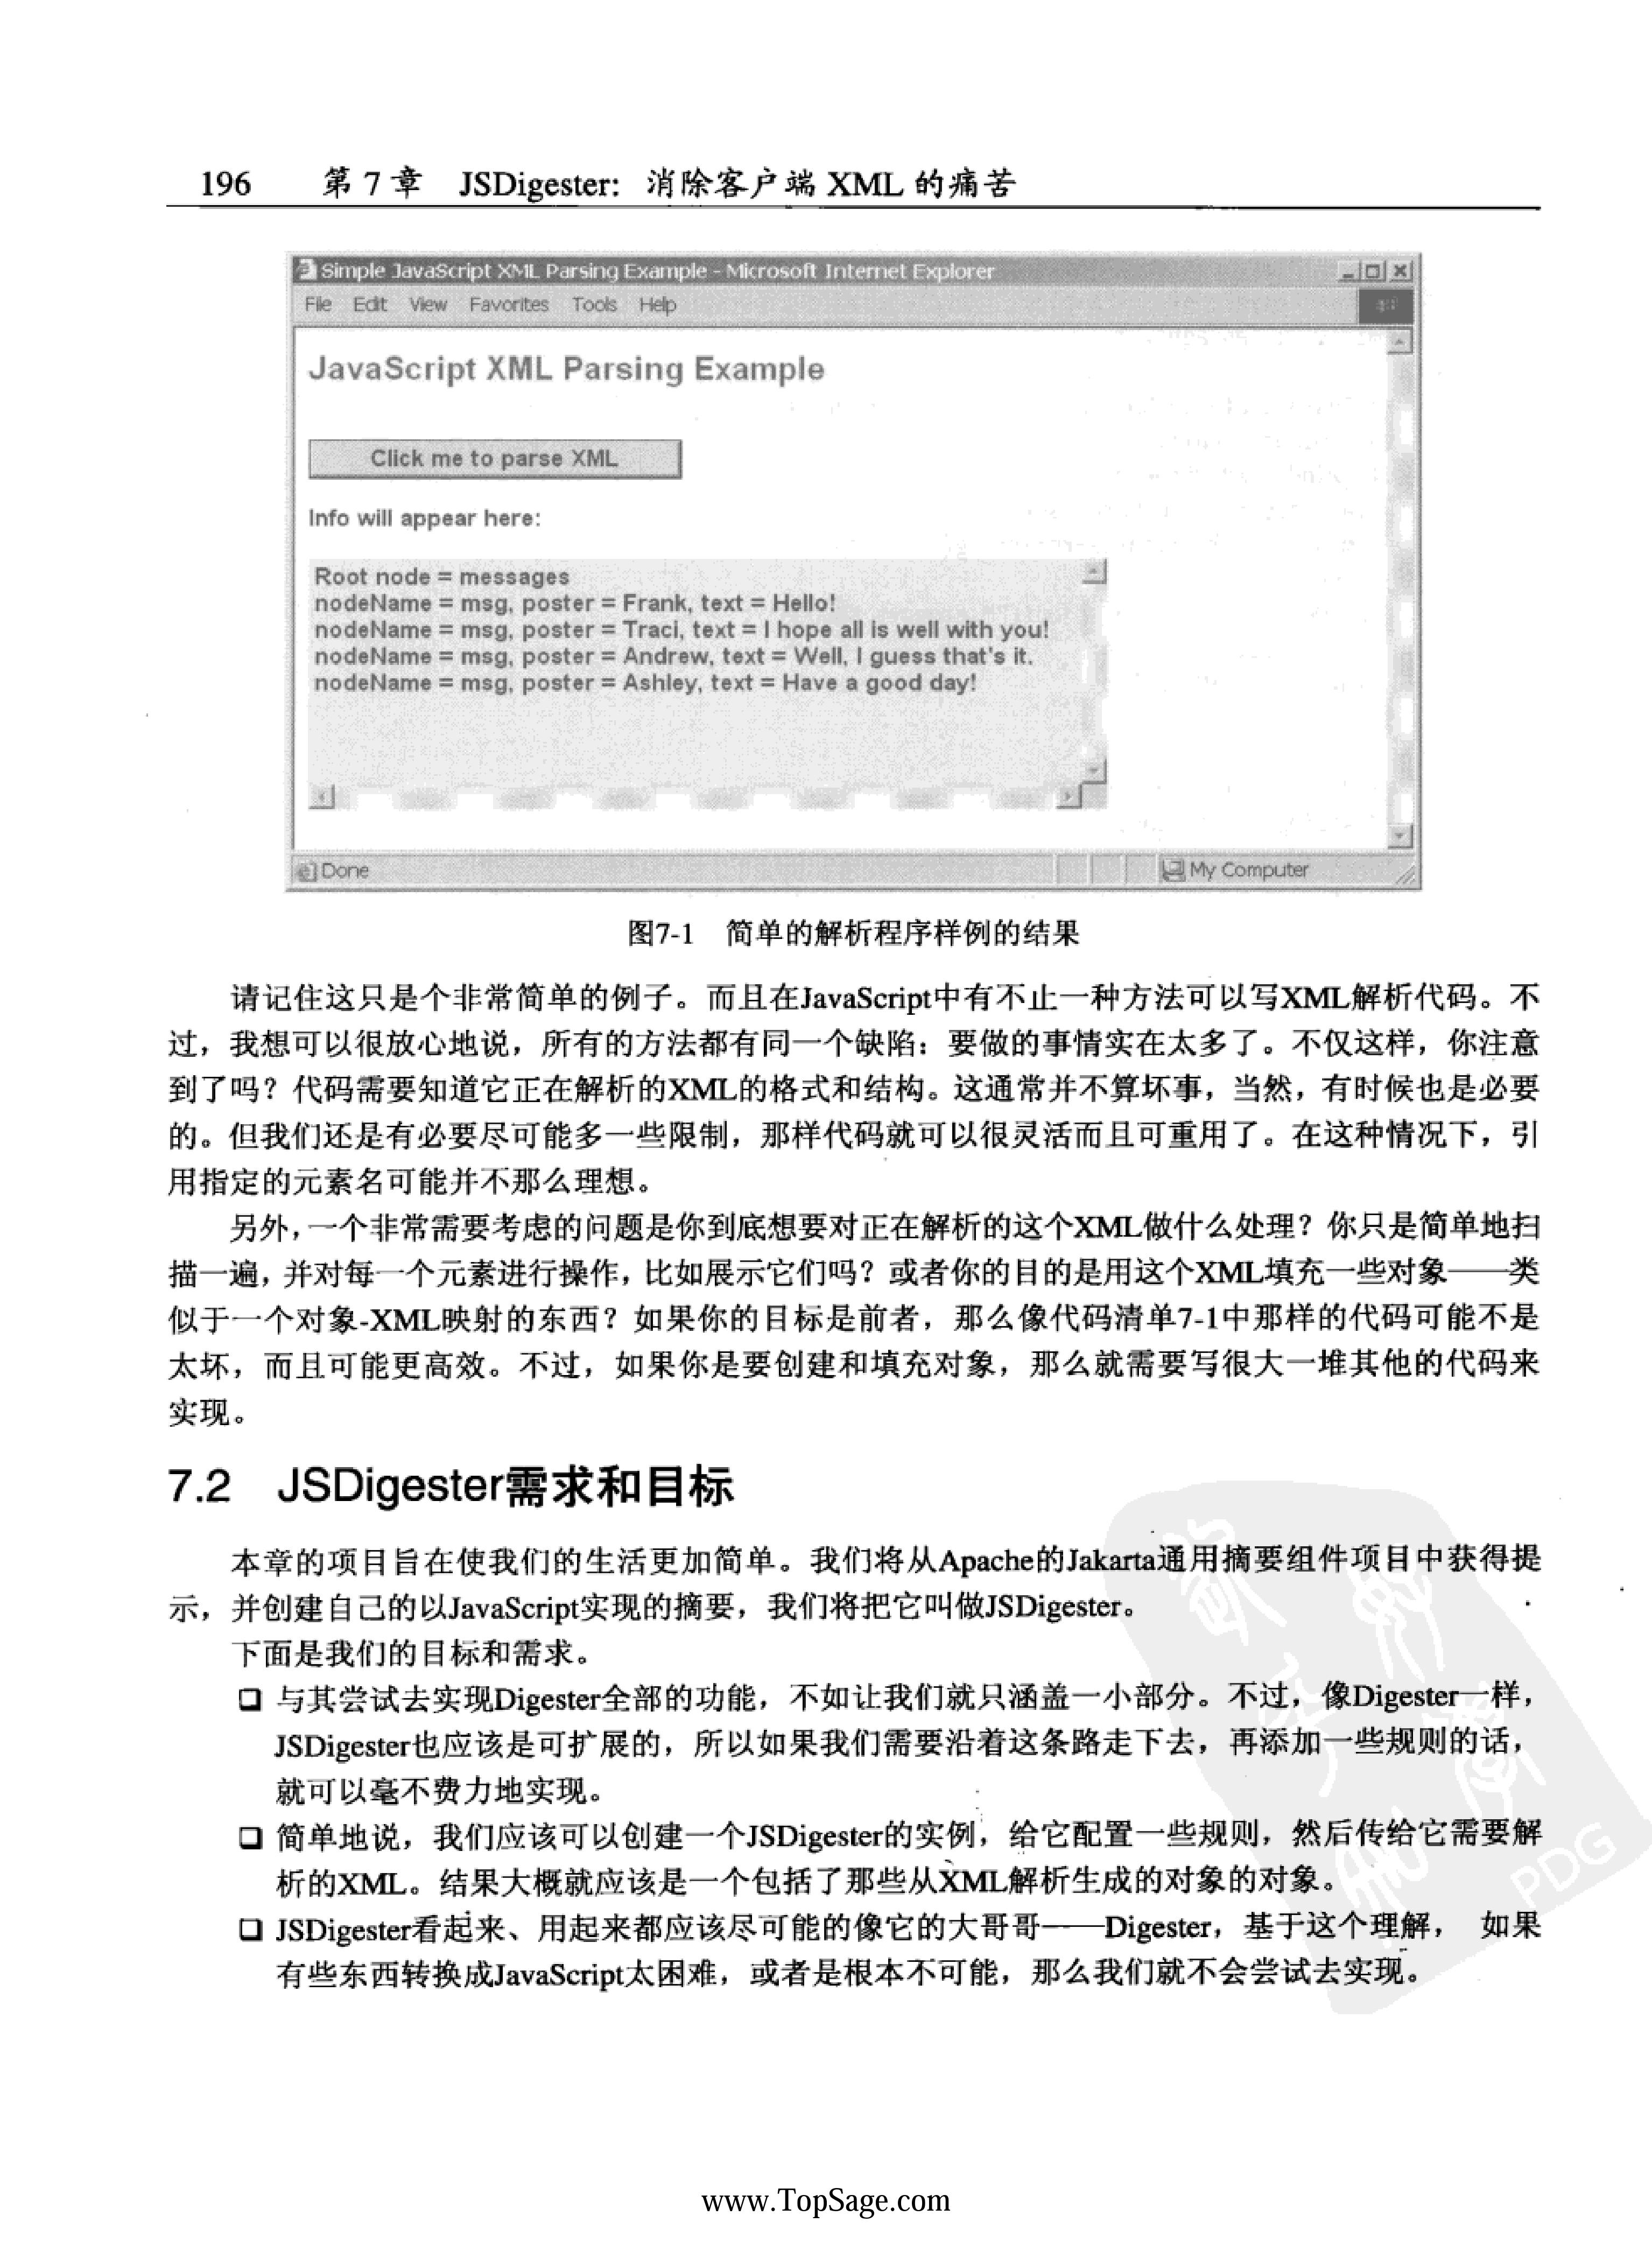 196 第 7 章 JSDigester: 消除客户端 XML 的痛苦
Simple JavaScript XML Parsing Example - Microsoft Internet Explorer
File Edit View Favorites Tools Help
JavaScript XML Parsing Example
Click me to parse XML
Info will appear here:
Root node = messages
nodeName = msg, poster = Frank, text = Hello!
nodeName = msg, poster = Traci, text = I hope all is well with you!
nodeName = msg, poster = Andrew, text = Well, I guess that's it.
nodeName = msg, poster = Ashley, text = Have a good day!
Done My Computer
图7-1 简单的解析程序样例的结果
请记住这只是个非常简单的例子。而且在JavaScript中有不止一种方法可以写XML解析代码。不
过，我想可以很放心地说，所有的方法都有同一个缺陷：要做的事情实在太多了。不仅这样，你注意
到了吗？代码需要知道它正在解析的XML的格式和结构。这通常并不算坏事，当然，有时候也是必要
的。但我们还是有必要尽可能多一些限制，那样代码就可以很灵活而且可重用了。在这种情况下，引
用指定的元素名可能并不那么理想。
另外，一个非常需要考虑的问题是你到底想要对正在解析的这个XML做什么处理？你只是简单地扫
描一遍，并对每一个元素进行操作，比如展示它们吗？或者你的目的是用这个XML填充一些对象——类
似于一个对象-XML映射的东西？如果你的目标是前者，那么像代码清单7-1中那样的代码可能不是
太坏，而且可能更高效。不过，如果你是要创建和填充对象，那么就需要写很大一堆其他的代码来
实现。
7.2 JSDigester需求和目标
本章的项目旨在使我们的生活更加简单。我们将从Apache的Jakarta通用摘要组件项目中获得提
示，并创建自己的以JavaScript实现的摘要，我们将把它叫做JSDigester。
下面是我们的目标和需求。
❑ 与其尝试去实现Digester全部的功能，不如让我们就只涵盖一小部分。不过，像Digester一样，
JSDigester也应该是可扩展的，所以如果我们需要沿着这条路走下去，再添加一些规则的话，
就可以毫不费力地实现。
❑ 简单地说，我们应该可以创建一个JSDigester的实例，给它配置一些规则，然后传给它需要解
析的XML。结果大概就应该是一个包括了那些从XML解析生成的对象的对象。
❑ JSDigester看起来、用起来都应该尽可能的像它的大哥哥——Digester，基于这个理解， 如果
有些东西转换成JavaScript太困难，或者是根本不可能，那么我们就不会尝试去实现。
PDG
www.TopSage.com